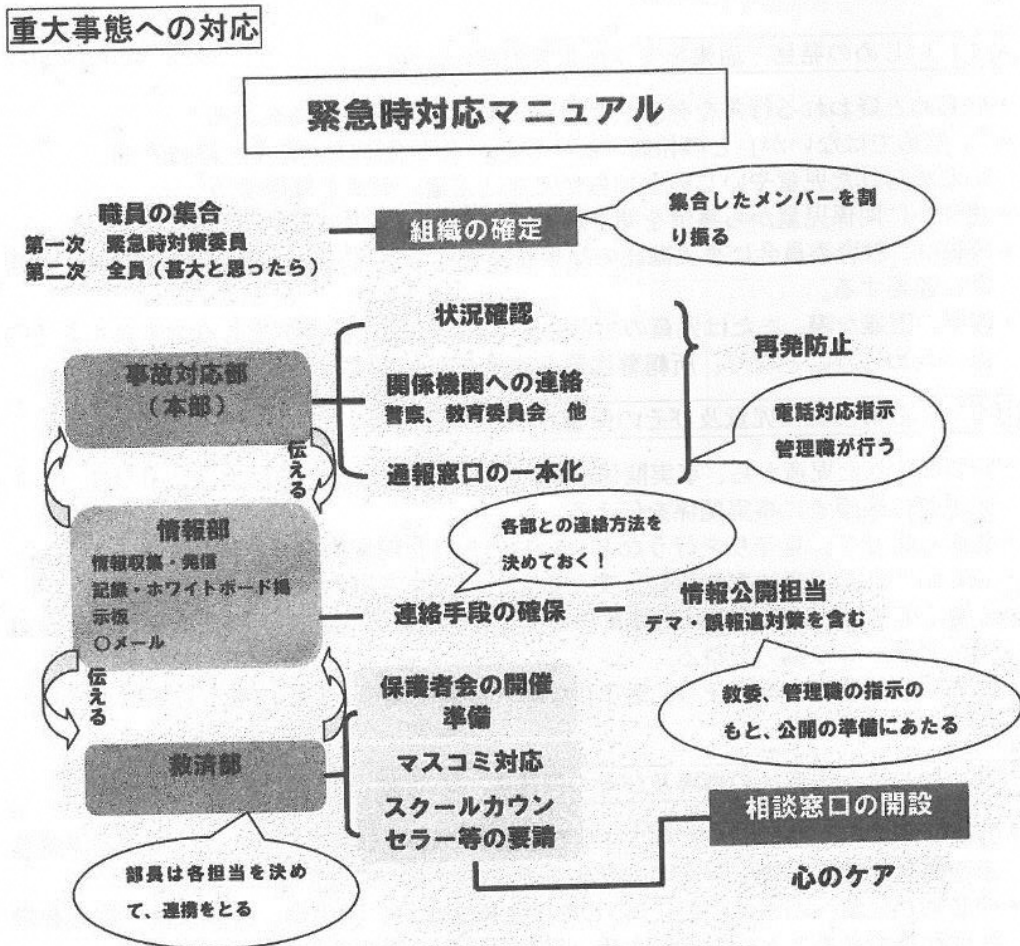 重大事態への対応
緊急時対応マニュアル
職員の集合
第一次 緊急時対策委員
第二次 全員(甚大と思ったら)
組織の確定
集合したメンバーを割
り振る
状況確認
再発防止
事故対応部
(本部)
関係機関への連絡
警察、教育委員会 他
電話対応指示
管理職が行う
通報窓口の一本化
伝える
情報部
情報収集・発信
記録・ホワイトボード掲
示板
〇メール
各部との連絡方法を
決めておく!
連絡手段の確保
情報公開担当
デマ・誤報道対策を含む
伝える
保護者会の開催
準備
教委、管理職の指示の
もと、公開の準備にあたる
救済部
マスコミ対応
スクールカウン
セラー等の要請
相談窓口の開設
心のケア
部長は各担当を決め
て、連携をとる